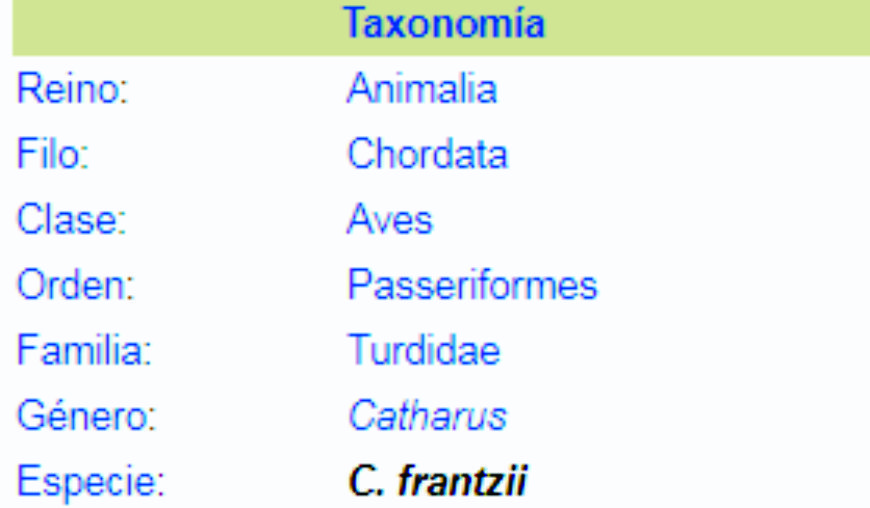 Taxonomía
Reino: Animalia
Filo: Chordata
Clase: Aves
Orden: Passeriformes
Familia: Turdidae
Género: Catharus
Especie: C. frantzii